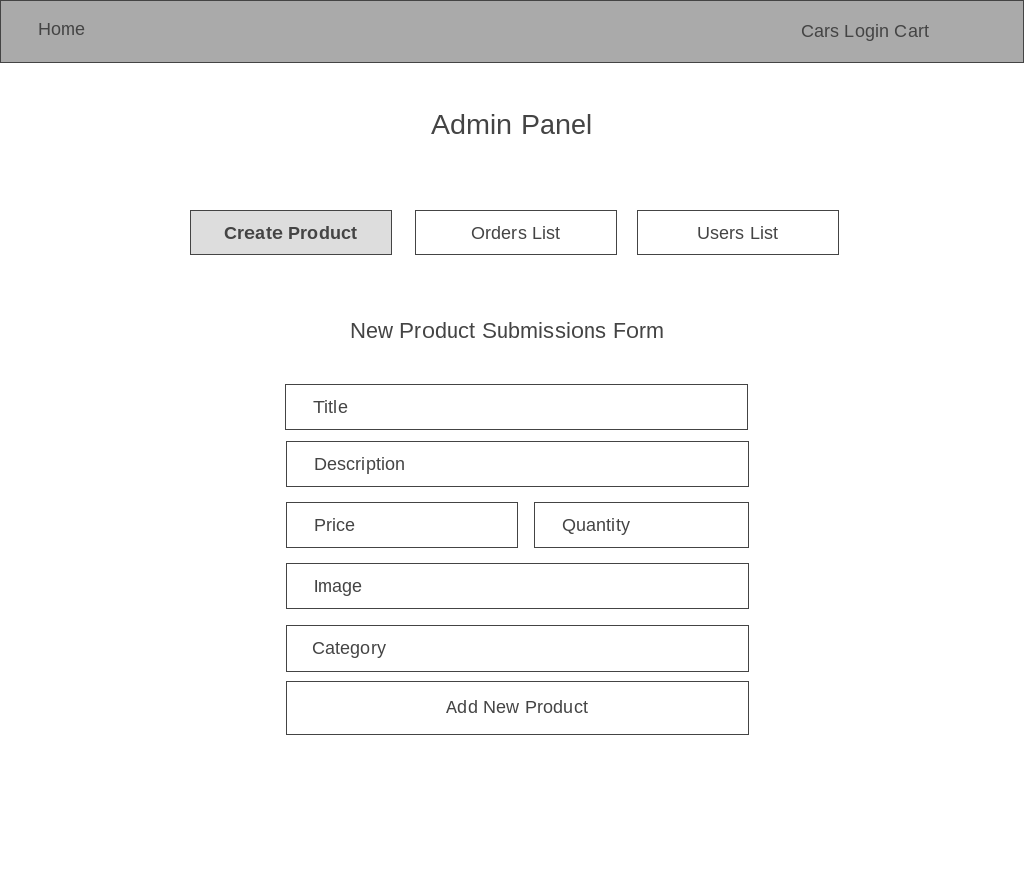 Home
Cars Login Cart
Admin Panel
Create Product
Orders List
Users List
New Product Submissions Form
Title
Description
Price
Quantity
Image
Category
Add New Product